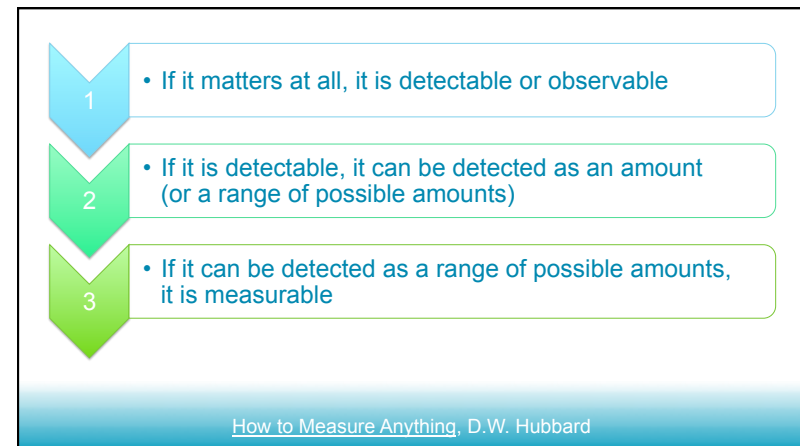 1
• If it matters at all, it is detectable or observable
2
• If it is detectable, it can be detected as an amount
(or a range of possible amounts)
3
• If it can be detected as a range of possible amounts,
it is measurable
How to Measure Anything, D.W. Hubbard